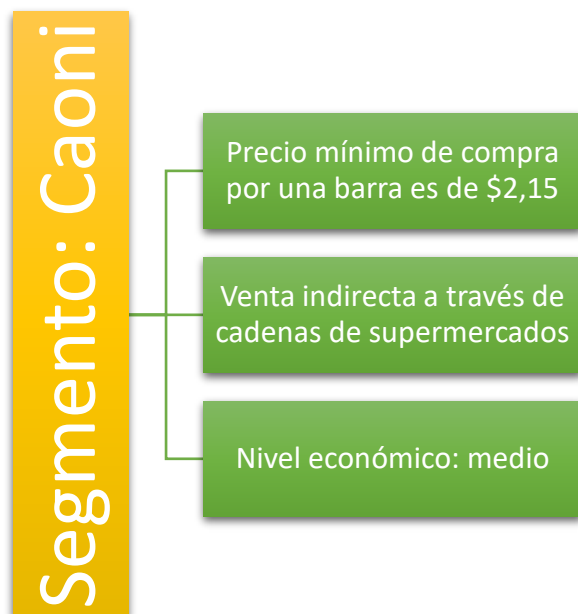 Segmento: Caoni
Precio mínimo de compra
por una barra es de $2,15
Venta indirecta a través de
cadenas de supermercados
Nivel económico: medio